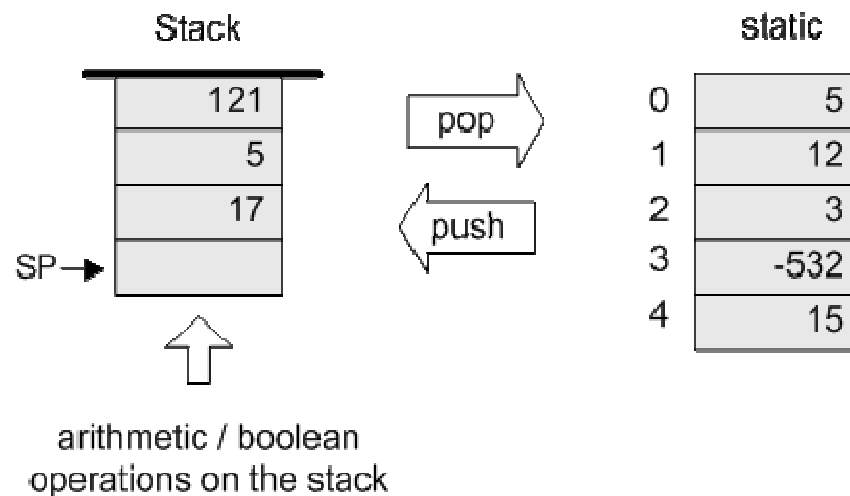 Stack
static
121
5
17
SP
pop
push
0 5
1 12
2 3
3 -532
4 15
arithmetic / boolean
operations on the stack